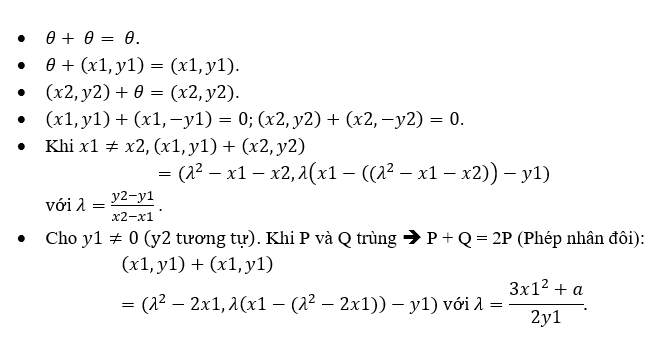 • θ + θ = θ.
• θ + (x1, y1) = (x1, y1).
• (x2, y2) + θ = (x2, y2).
• (x1, y1) + (x1, −y1) = 0; (x2, y2) + (x2, −y2) = 0.
• Khi x1 ≠ x2, (x1, y1) + (x2, y2)
= (λ² − x1 − x2, λ(x1 − ((λ² − x1 − x2)) − y1)
với λ = (y2−y1)/(x2−x1) .
• Cho y1 ≠ 0 (y2 tương tự). Khi P và Q trùng ➔ P + Q = 2P (Phép nhân đôi):
(x1, y1) + (x1, y1)
= (λ² − 2x1, λ(x1 − (λ² − 2x1)) − y1) với λ = (3x1² + a)/(2y1).